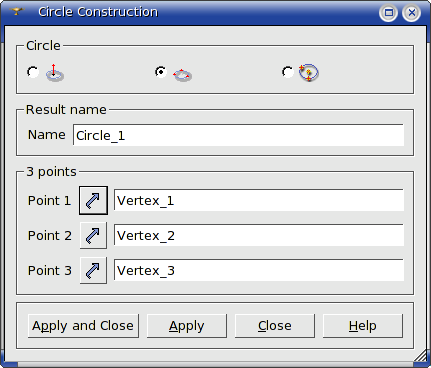 Circle Construction
Circle
Result name
Name Circle_1
3 points
Point 1 Vertex_1
Point 2 Vertex_2
Point 3 Vertex_3
Apply and Close Apply Close Help